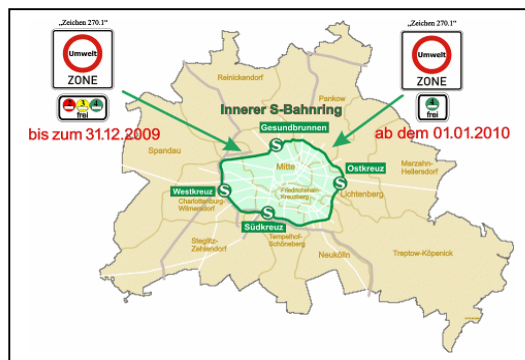 „Zeichen 270.1“
Umwelt
ZONE
frei
bis zum 31.12.2009
„Zeichen 270.1“
Umwelt
ZONE
4
frei
ab dem 01.01.2010
Reinickendorf
Pankow
Innerer S-Bahnring
Gesundbrunnen
S
Spandau
Mitte
Ostkreuz
S
Marzahn-
Hellersdorf
Friedrichshain-
Kreuzberg
Westkreuz
S
Lichtenberg
Charlottenburg-
Wilmersdorf
S
Südkreuz
Tempelhof-
Schöneberg
Steglitz-
Zehlendorf
Neukölln
Treptow-Köpenick